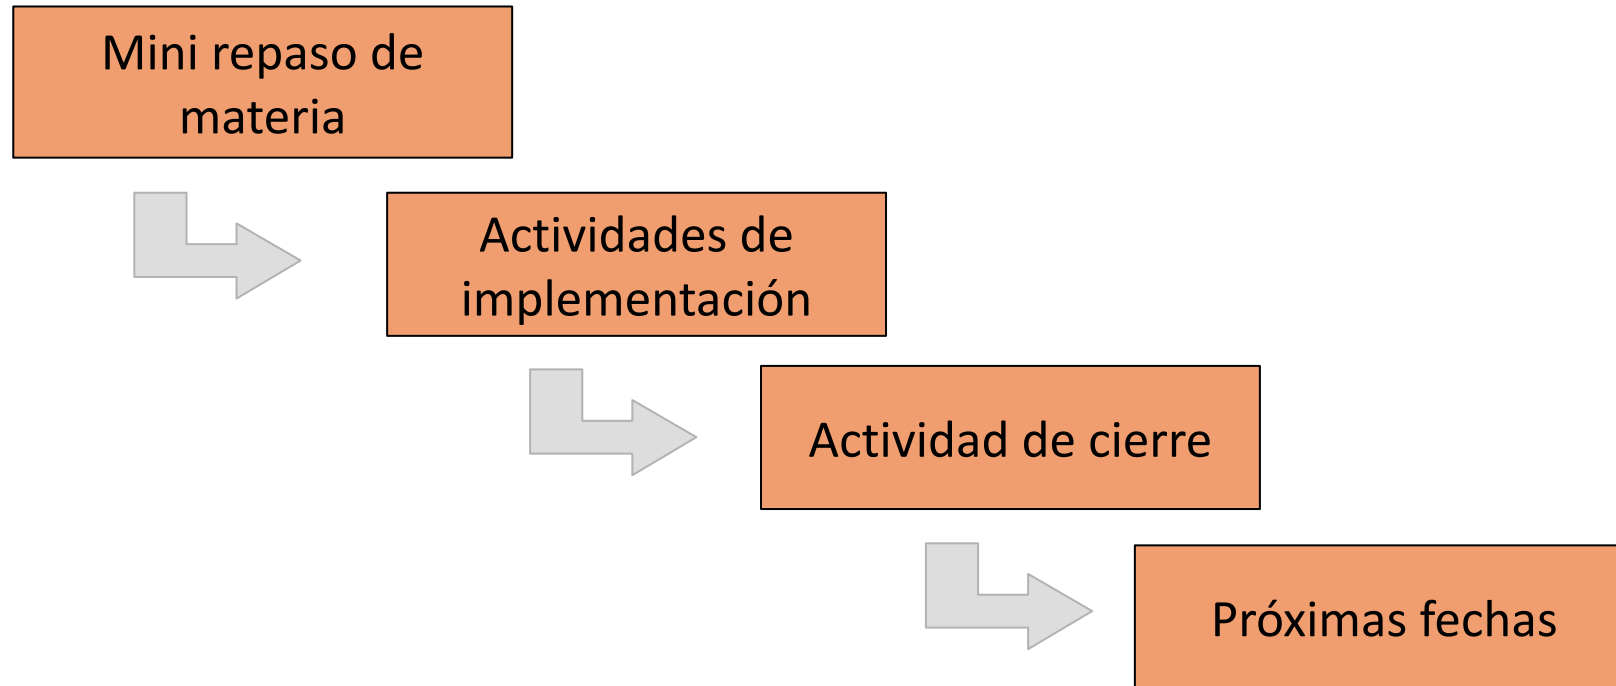 Mini repaso de
materia
Actividades de
implementación
Actividad de cierre
Próximas fechas